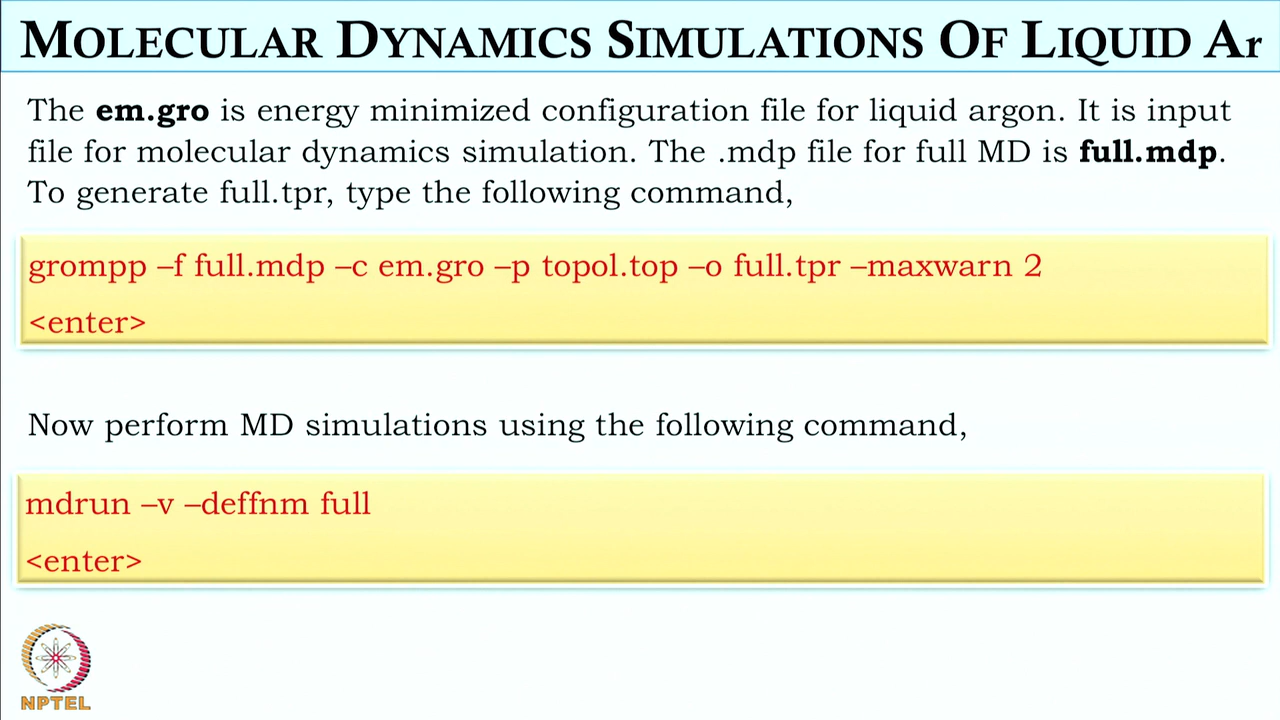 MOLECULAR DYNAMICS SIMULATIONS OF LIQUID Ar
The em.gro is energy minimized configuration file for liquid argon. It is input
file for molecular dynamics simulation. The .mdp file for full MD is full.mdp.
To generate full.tpr, type the following command,
grompp –f full.mdp –c em.gro –p topol.top –o full.tpr –maxwarn 2
<enter>
Now perform MD simulations using the following command,
mdrun –v –deffnm full
<enter>
NPTEL